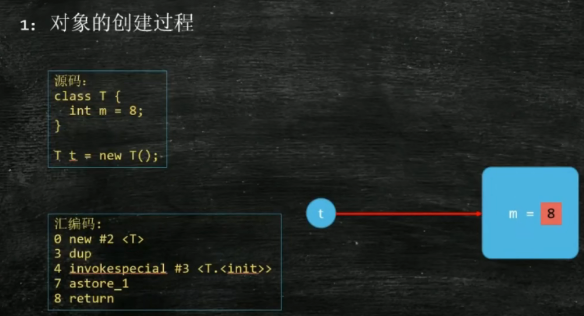 1: 对象的创建过程
源码:
class T {
int m = 8;
}
T t = new T();
汇编码:
0 new #2 <T>
3 dup
4 invokespecial #3 <T.<init>>
7 astore_1
8 return
t
m = 8